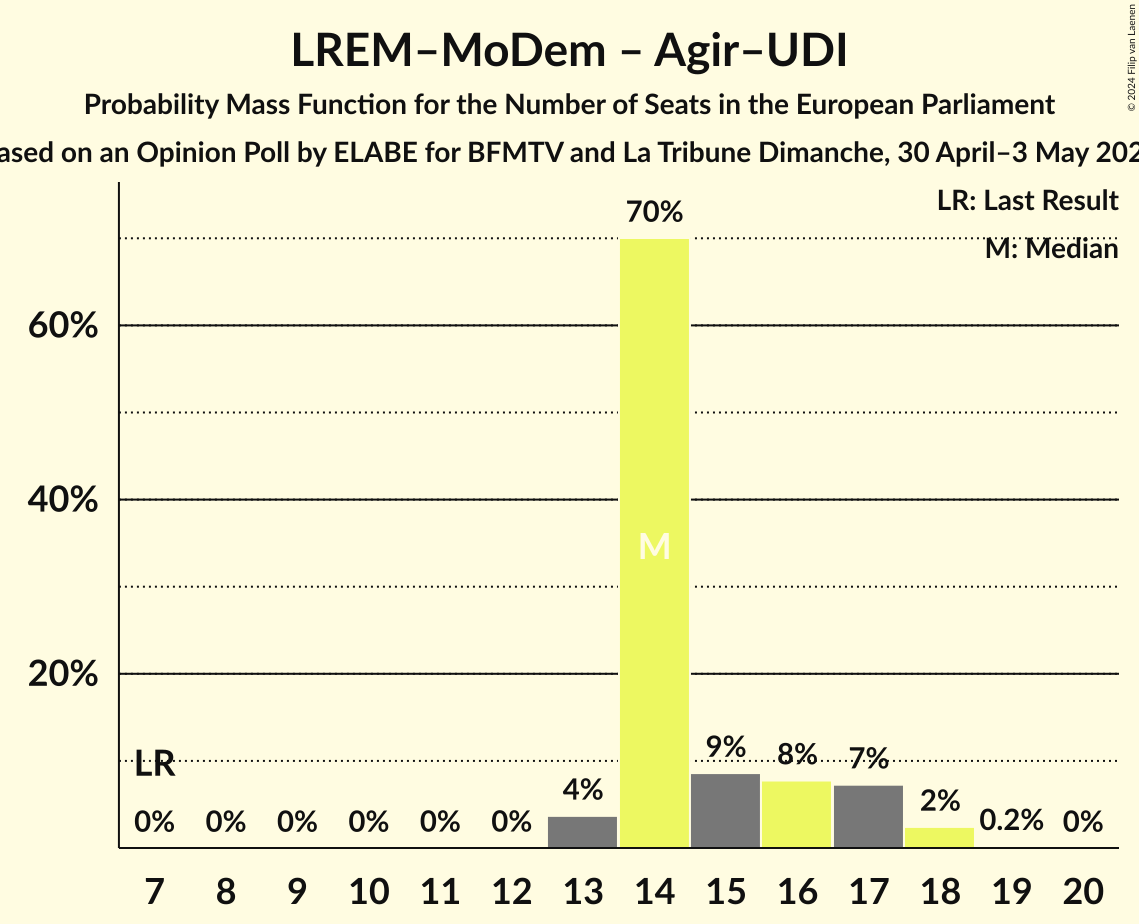 LREM–MoDem – Agir–UDI
Probability Mass Function for the Number of Seats in the European Parliament
on an Opinion Poll by ELABE for BFMTV and La Tribune Dimanche, 30 April–3 May
© 2024 Filip van Laenen
LR: Last Result
M: Median
70%
60%
40%
M
20%
LR
9%
8%
7%
4%
2%
0%
0%
0%
0%
0%
0%
0.2%
0%
7 8 9 10 11 12 13 14 15 16 17 18 19 20